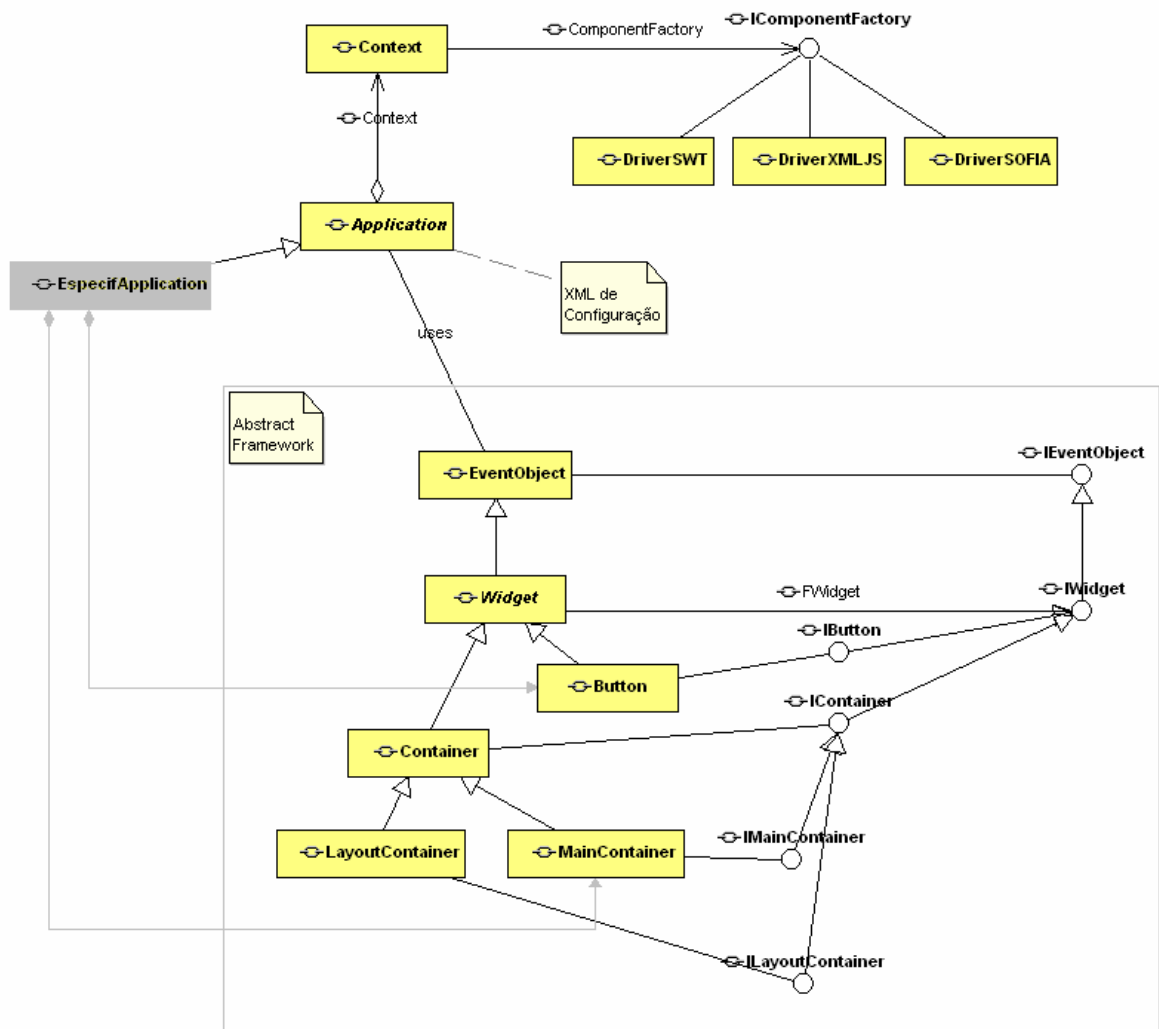 IComponentFactory
ComponentFactory
Context
Context
DriverSWT
DriverXMLJS
DriverSOFIA
Application
EspecifApplication
XML de
Configuração
uses
Abstract
Framework
IEventObject
EventObject
Widget
FWidget
IWidget
IButton
Button
IContainer
Container
IMainContainer
LayoutContainer
MainContainer
ILayoutContainer